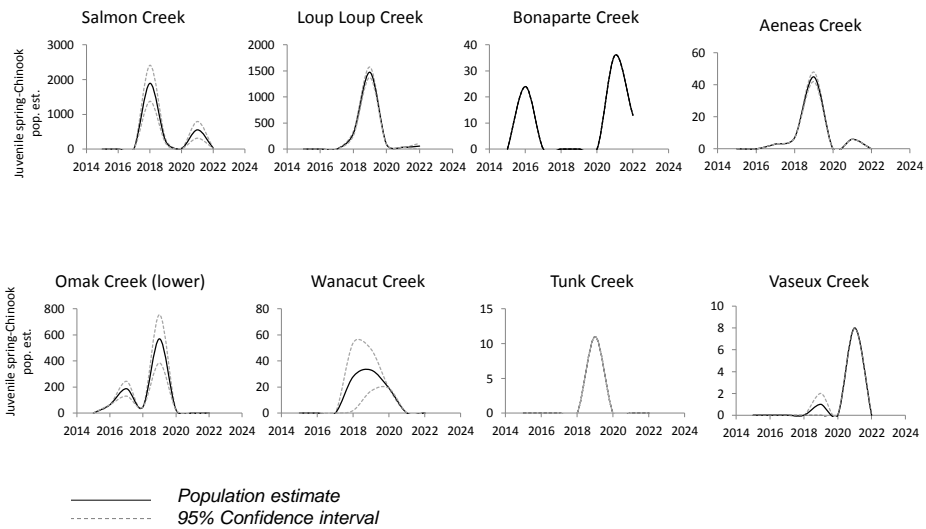 Salmon Creek
Loup Loup Creek
Bonaparte Creek
Aeneas Creek
Juvenile spring-Chinook
pop. est.
3000
2000
1000
0
2014 2016 2018 2020 2022 2024
2000
1500
1000
500
0
2014 2016 2018 2020 2022 2024
40
30
20
10
0
2014 2016 2018 2020 2022 2024
60
40
20
0
2014 2016 2018 2020 2022 2024
Omak Creek (lower)
Wanacut Creek
Tunk Creek
Vaseux Creek
Juvenile spring-Chinook
pop. est.
800
600
400
200
0
2014 2016 2018 2020 2022 2024
80
60
40
20
0
2014 2016 2018 2020 2022 2024
15
10
5
0
2014 2016 2018 2020 2022 2024
10
8
6
4
2
0
2014 2016 2018 2020 2022 2024
Population estimate
95% Confidence interval